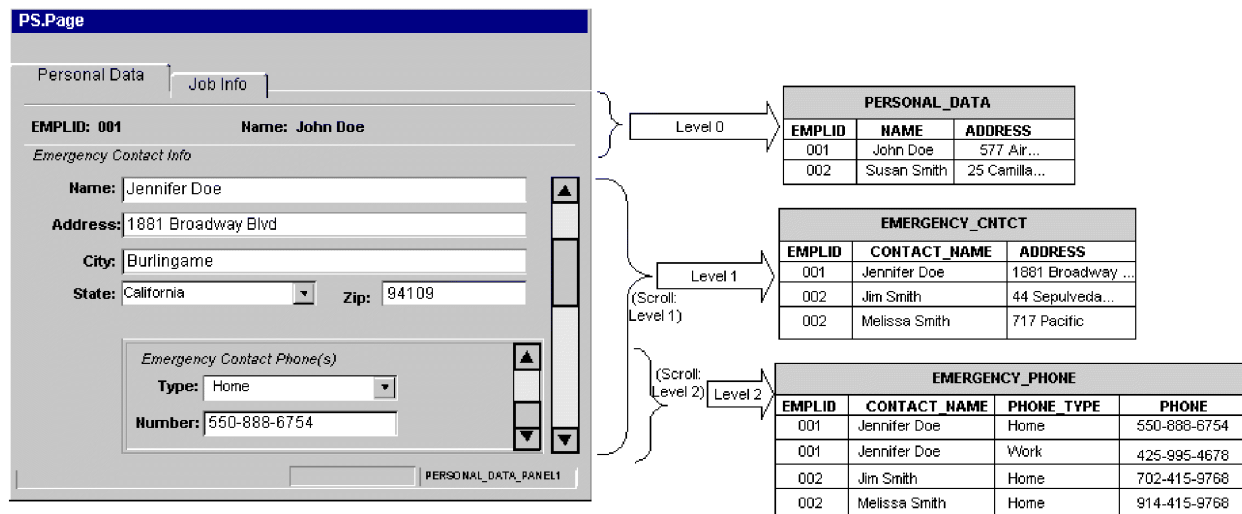 PS.Page
Personal Data
Job Info
EMPLID: 001 Name: John Doe
Emergency Contact Info
Name: Jennifer Doe
Address: 1881 Broadway Blvd
City: Burlingame
State: California Zip: 94109
Emergency Contact Phone(s)
Type: Home
Number: 550-888-6754
PERSONAL_DATA_PANEL1
Level 0
PERSONAL_DATA
EMPLID NAME ADDRESS
001 John Doe 577 Air...
002 Susan Smith 25 Camilla...
Level 1
(Scroll:
Level 1)
EMERGENCY_CNTCT
EMPLID CONTACT_NAME ADDRESS
001 Jennifer Doe 1881 Broadway ...
002 Jim Smith 44 Sepulveda...
002 Melissa Smith 717 Pacific
(Scroll:
Level 2)
Level 2
EMERGENCY_PHONE
EMPLID CONTACT_NAME PHONE_TYPE PHONE
001 Jennifer Doe Home 550-888-6754
001 Jennifer Doe Work 425-995-4678
002 Jim Smith Home 702-415-9768
002 Melissa Smith Home 914-415-9768